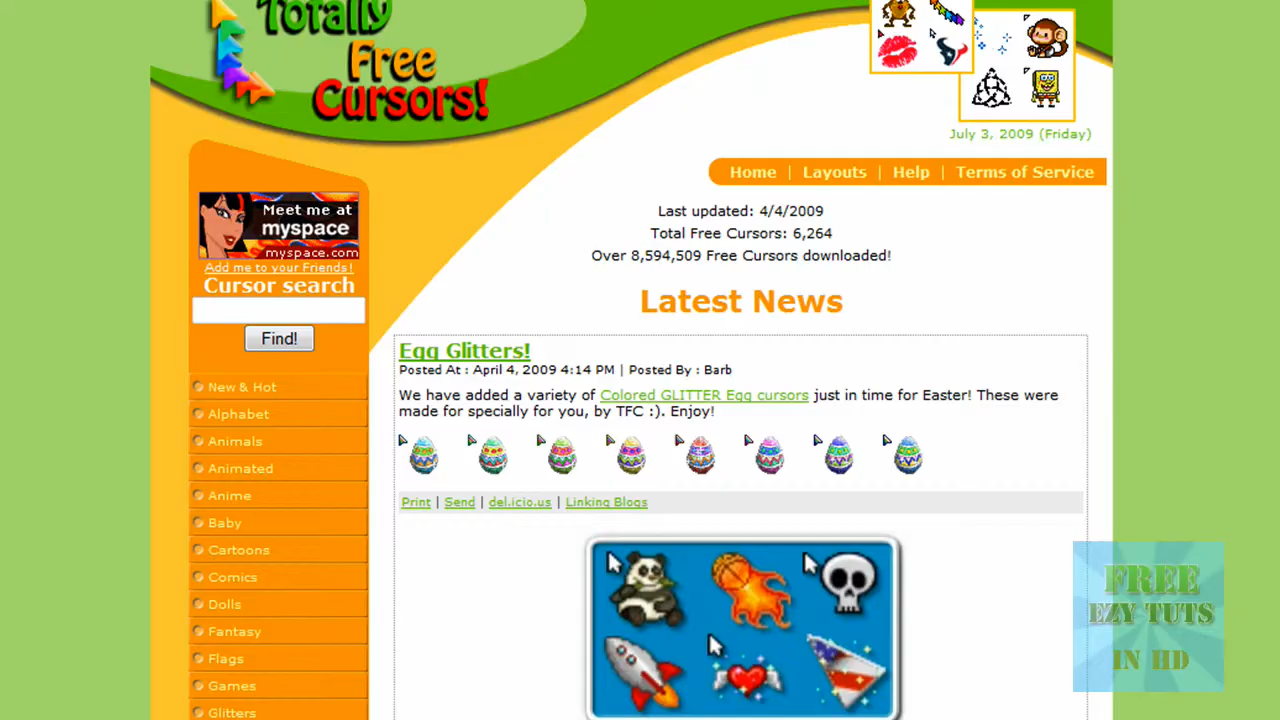 Totally
Free
Cursors!
July 3, 2009 (Friday)
Home | Layouts | Help | Terms of Service
Meet me at
myspace
myspace.com
Add me to your Friends!
Cursor search
Find!
New & Hot
Alphabet
Animals
Animated
Anime
Baby
Cartoons
Comics
Dolls
Fantasy
Flags
Games
Glitters
Last updated: 4/4/2009
Total Free Cursors: 6,264
Over 8,594,509 Free Cursors downloaded!
Latest News
Egg Glitters!
Posted At : April 4, 2009 4:14 PM | Posted By : Barb
We have added a variety of Colored GLITTER Egg cursors just in time for Easter! These were
made for specially for you, by TFC :). Enjoy!
Print | Send | del.icio.us | Linking Blogs
FREE
EZY TUTS
IN HD